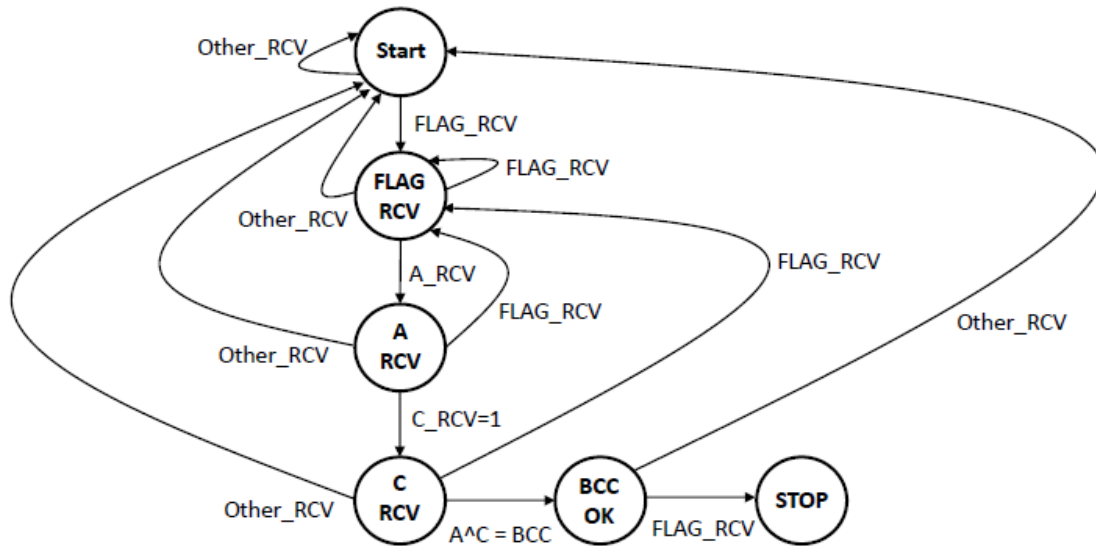 Other_RCV
Start
FLAG_RCV
FLAG
RCV
FLAG_RCV
Other_RCV
A_RCV
FLAG_RCV
A
RCV
FLAG_RCV
Other_RCV
Other_RCV
C_RCV=1
C
RCV
BCC
OK
STOP
Other_RCV
A^C = BCC
FLAG_RCV